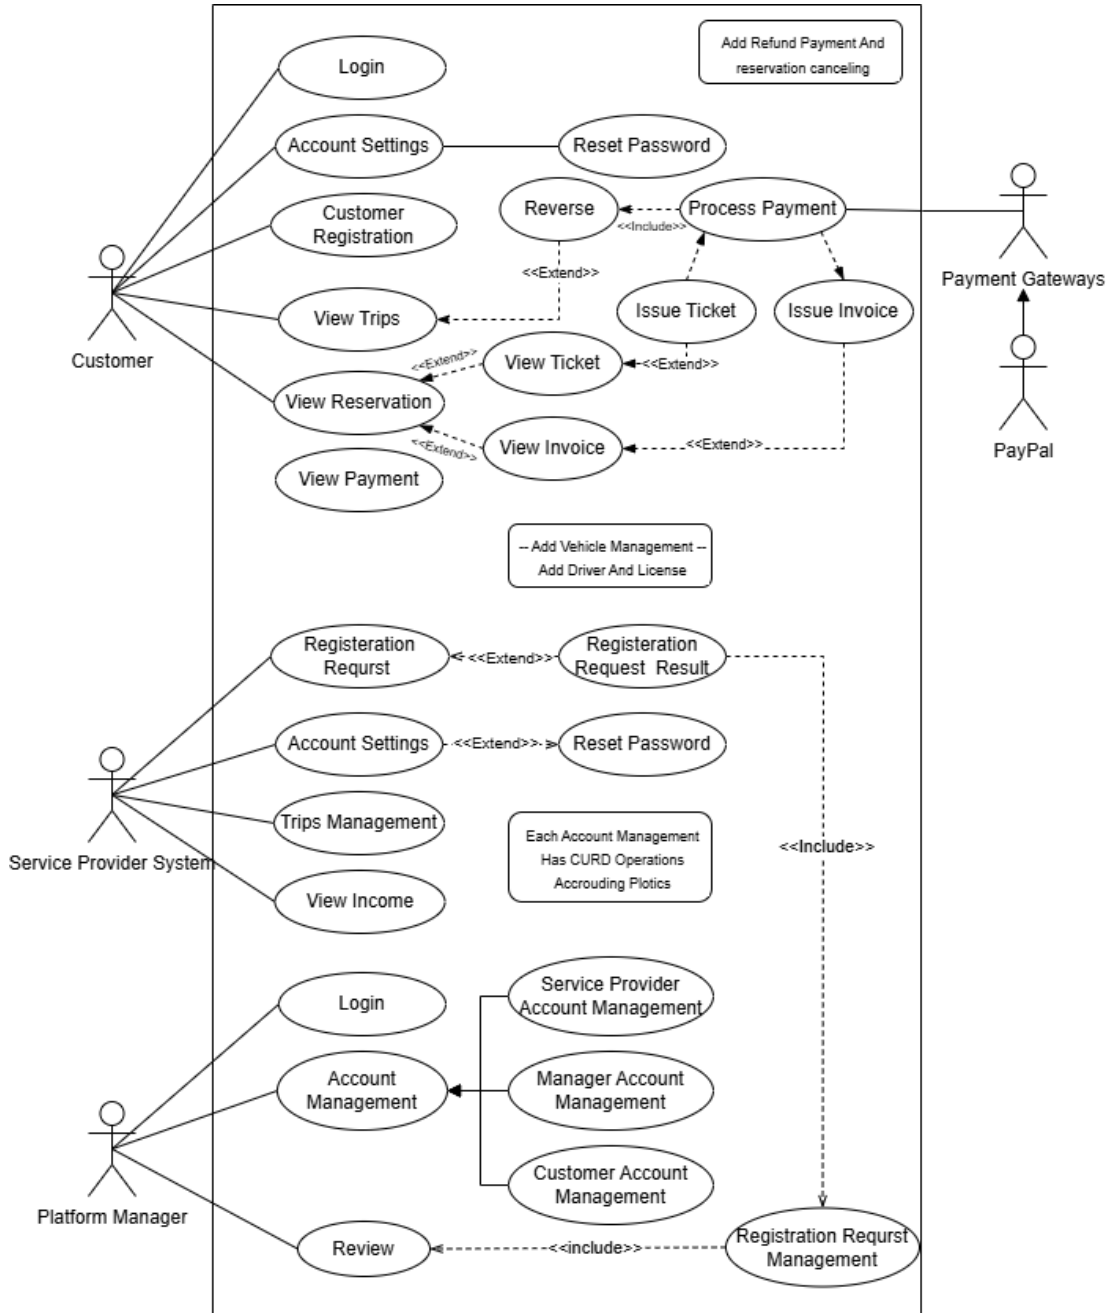 Add Refund Payment And
reservation canceling
Login
Account Settings
Reset Password
Customer
Registration
Reverse
<<Include>>
Process Payment
<<Extend>>
Payment Gateways
View Trips
Issue Ticket
Issue Invoice
Customer
<<Extend>>
View Ticket
<<Extend>>
View Reservation
<<Extend>>
View Invoice
<<Extend>>
PayPal
View Payment
-- Add Vehicle Management --
Add Driver And License
Registeration
Requrst
<<Extend>>
Registeration
Request Result
Account Settings
<<Extend>>
Reset Password
Trips Management
Service Provider System
Each Account Management
Has CURD Operations
Accrouding Plotics
<<Include>>
View Income
Login
Service Provider
Account Management
Account
Management
Manager Account
Management
Customer Account
Management
Platform Manager
Review
<<include>>
Registration Requrst
Management